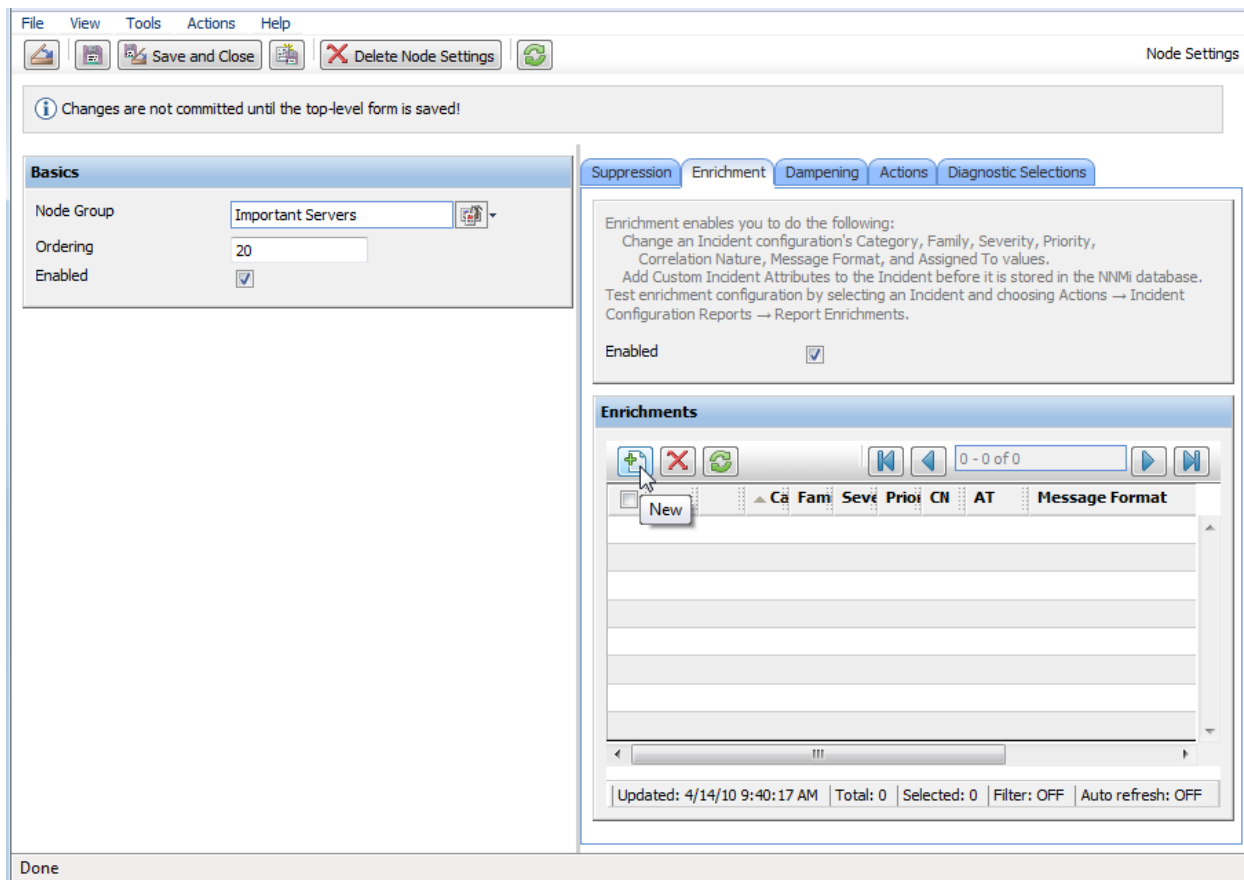 File View Tools Actions Help
Save and Close Delete Node Settings Node Settings
Changes are not committed until the top-level form is saved!
Basics
Node Group Important Servers
Ordering 20
Enabled
Suppression Enrichment Dampening Actions Diagnostic Selections
Enrichment enables you to do the following:
Change an Incident configuration's Category, Family, Severity, Priority,
Correlation Nature, Message Format, and Assigned To values.
Add Custom Incident Attributes to the Incident before it is stored in the NNMi database.
Test enrichment configuration by selecting an Incident and choosing Actions → Incident
Configuration Reports → Report Enrichments.
Enabled
Enrichments
0 - 0 of 0
Ca Fam Seve Prior CN AT Message Format
New
Updated: 4/14/10 9:40:17 AM Total: 0 Selected: 0 Filter: OFF Auto refresh: OFF
Done